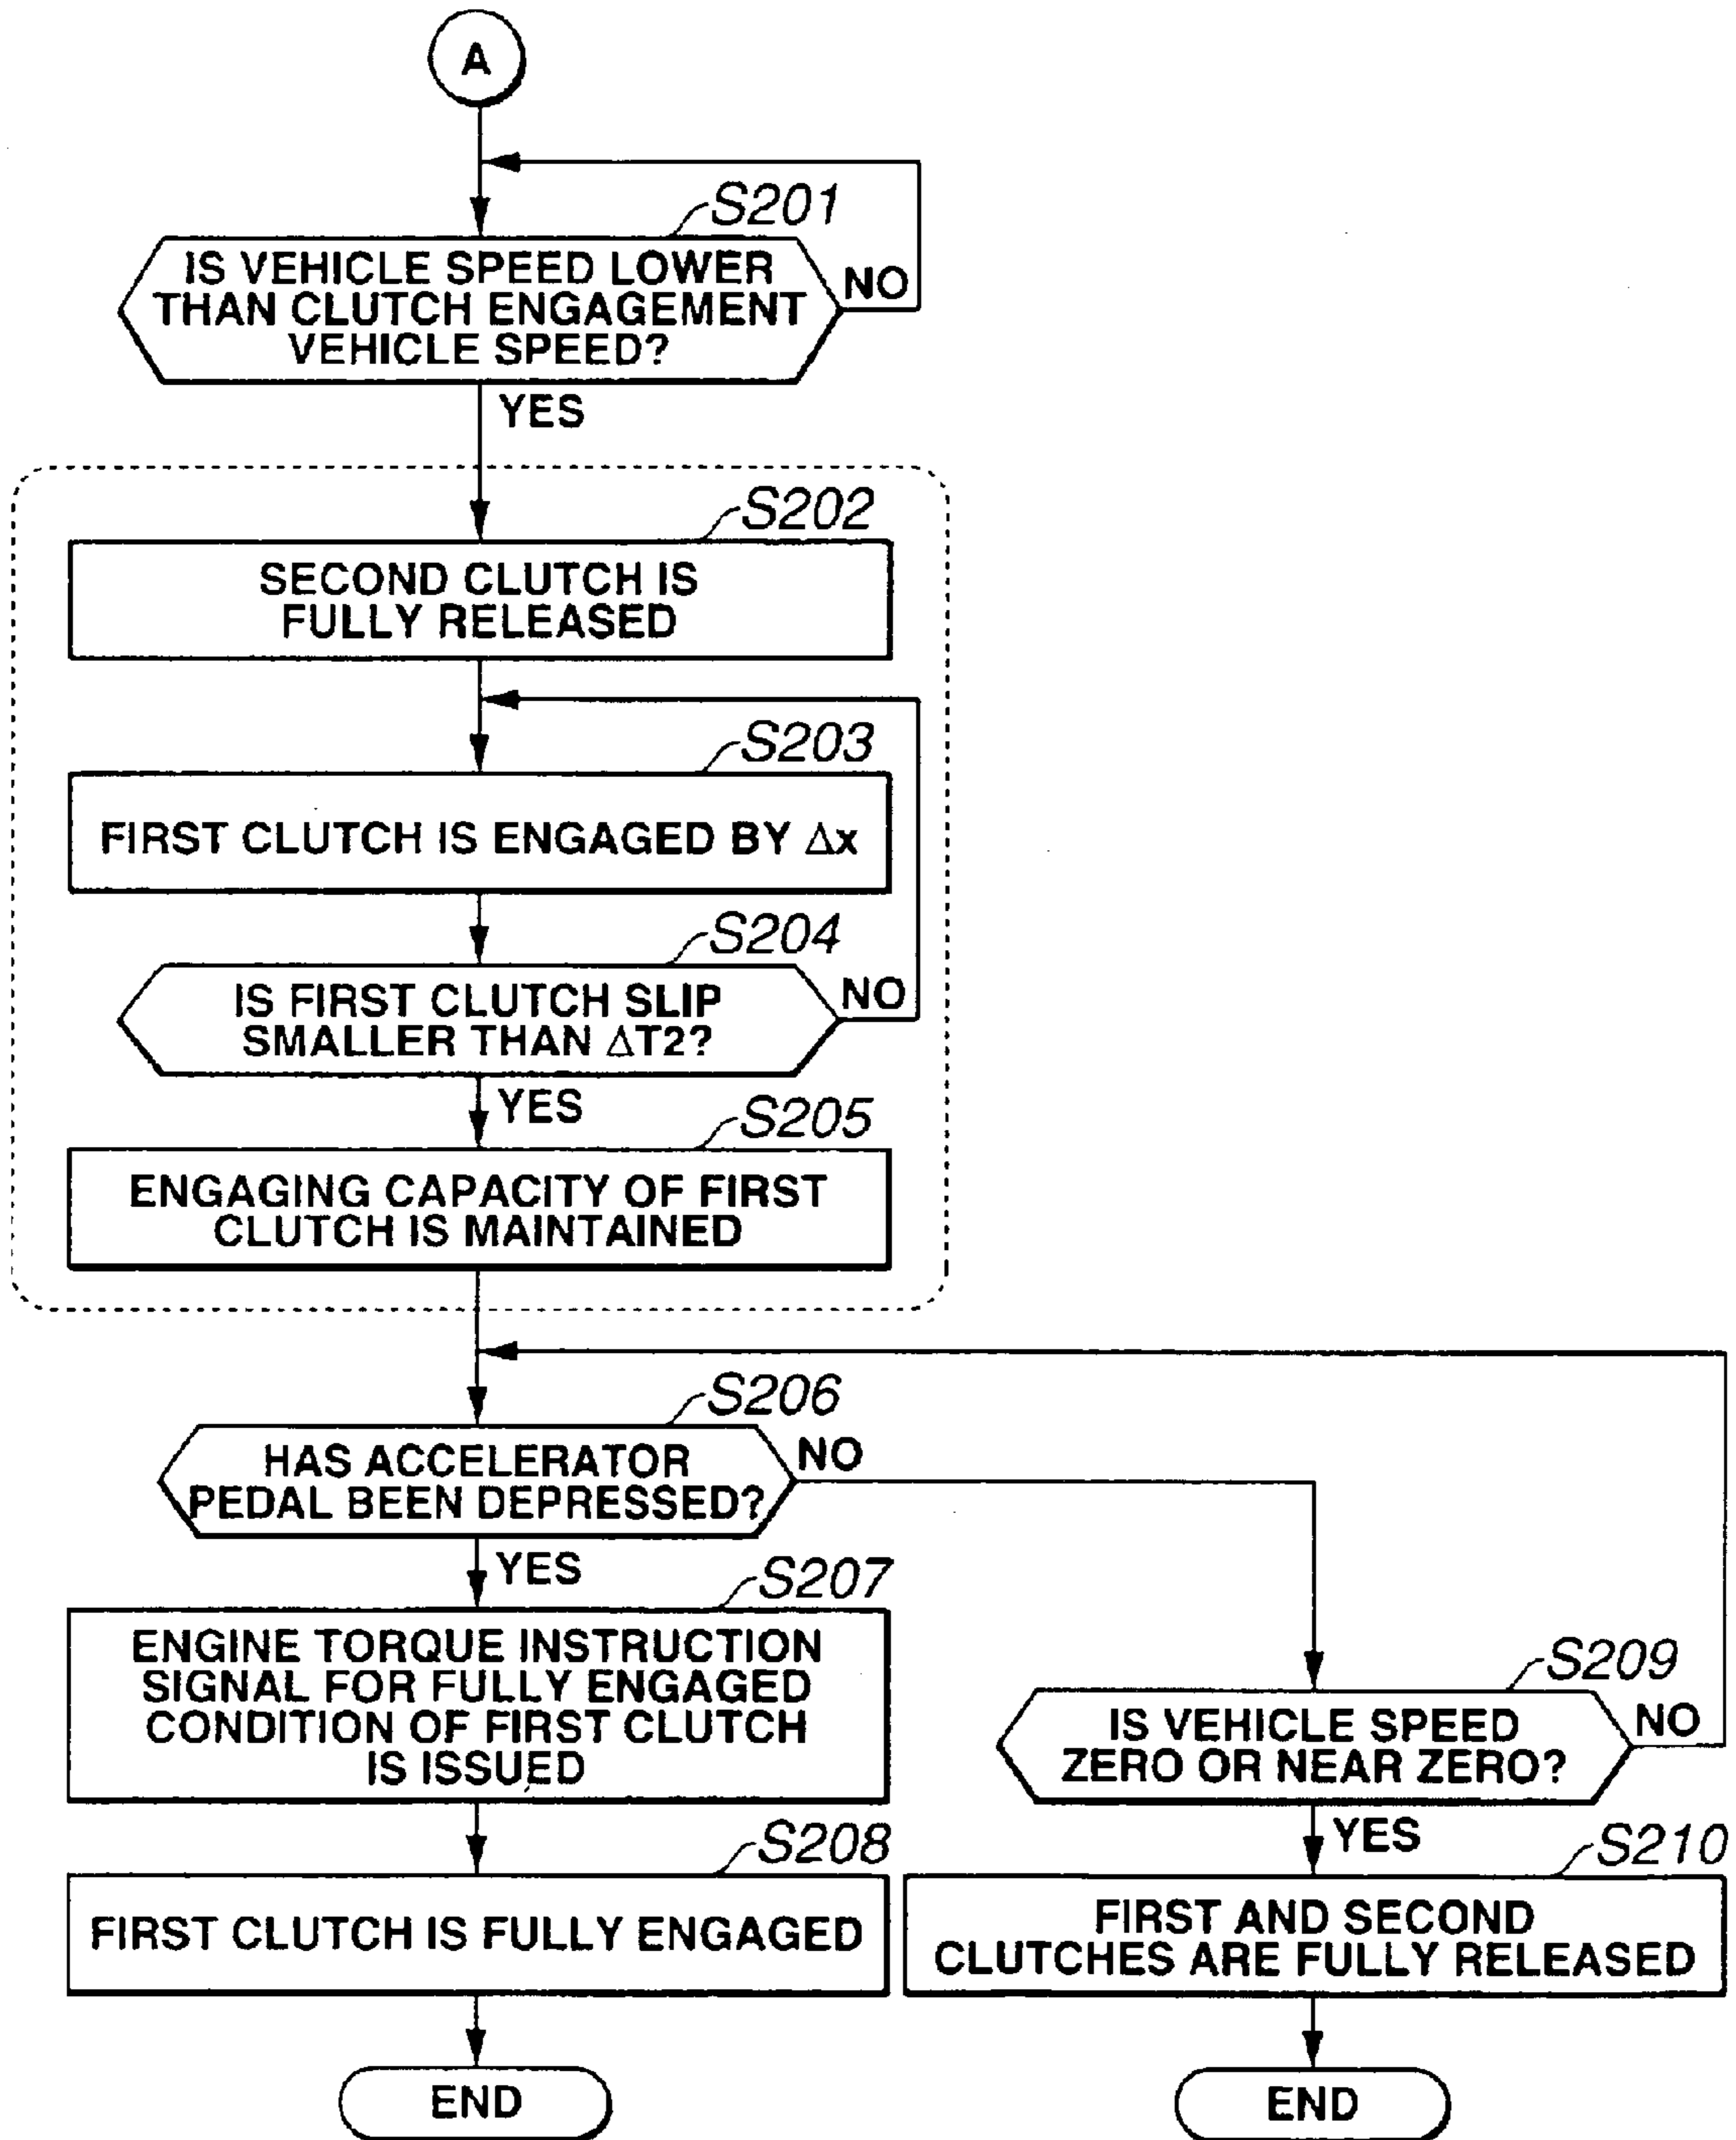 A
S201
IS VEHICLE SPEED LOWER
THAN CLUTCH ENGAGEMENT
VEHICLE SPEED?
NO
YES
S202
SECOND CLUTCH IS
FULLY RELEASED
S203
FIRST CLUTCH IS ENGAGED BY Δx
S204
IS FIRST CLUTCH SLIP
SMALLER THAN ΔT2?
NO
YES
S205
ENGAGING CAPACITY OF FIRST
CLUTCH IS MAINTAINED
S206
HAS ACCELERATOR
PEDAL BEEN DEPRESSED?
NO
YES
S207
ENGINE TORQUE INSTRUCTION
SIGNAL FOR FULLY ENGAGED
CONDITION OF FIRST CLUTCH
IS ISSUED
S208
FIRST CLUTCH IS FULLY ENGAGED
END
S209
IS VEHICLE SPEED
ZERO OR NEAR ZERO?
NO
YES
S210
FIRST AND SECOND
CLUTCHES ARE FULLY RELEASED
END